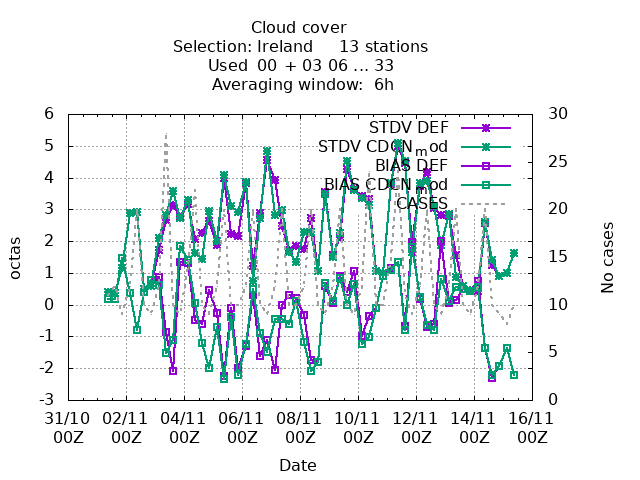 Cloud cover
Selection: Ireland     13 stations
Used  00 + 03 06 ... 33
Averaging window:  6h
6
5
4
3
2
1
0
-1
-2
-3
30
25
20
15
10
5
0
octas
No cases
STDV DEF
STDV CDCN_mod
BIAS DEF
BIAS CDCN_mod
CASES
31/10 02/11 04/11 06/11 08/11 10/11 12/11 14/11 16/11
00Z 00Z 00Z 00Z 00Z 00Z 00Z 00Z 00Z
Date